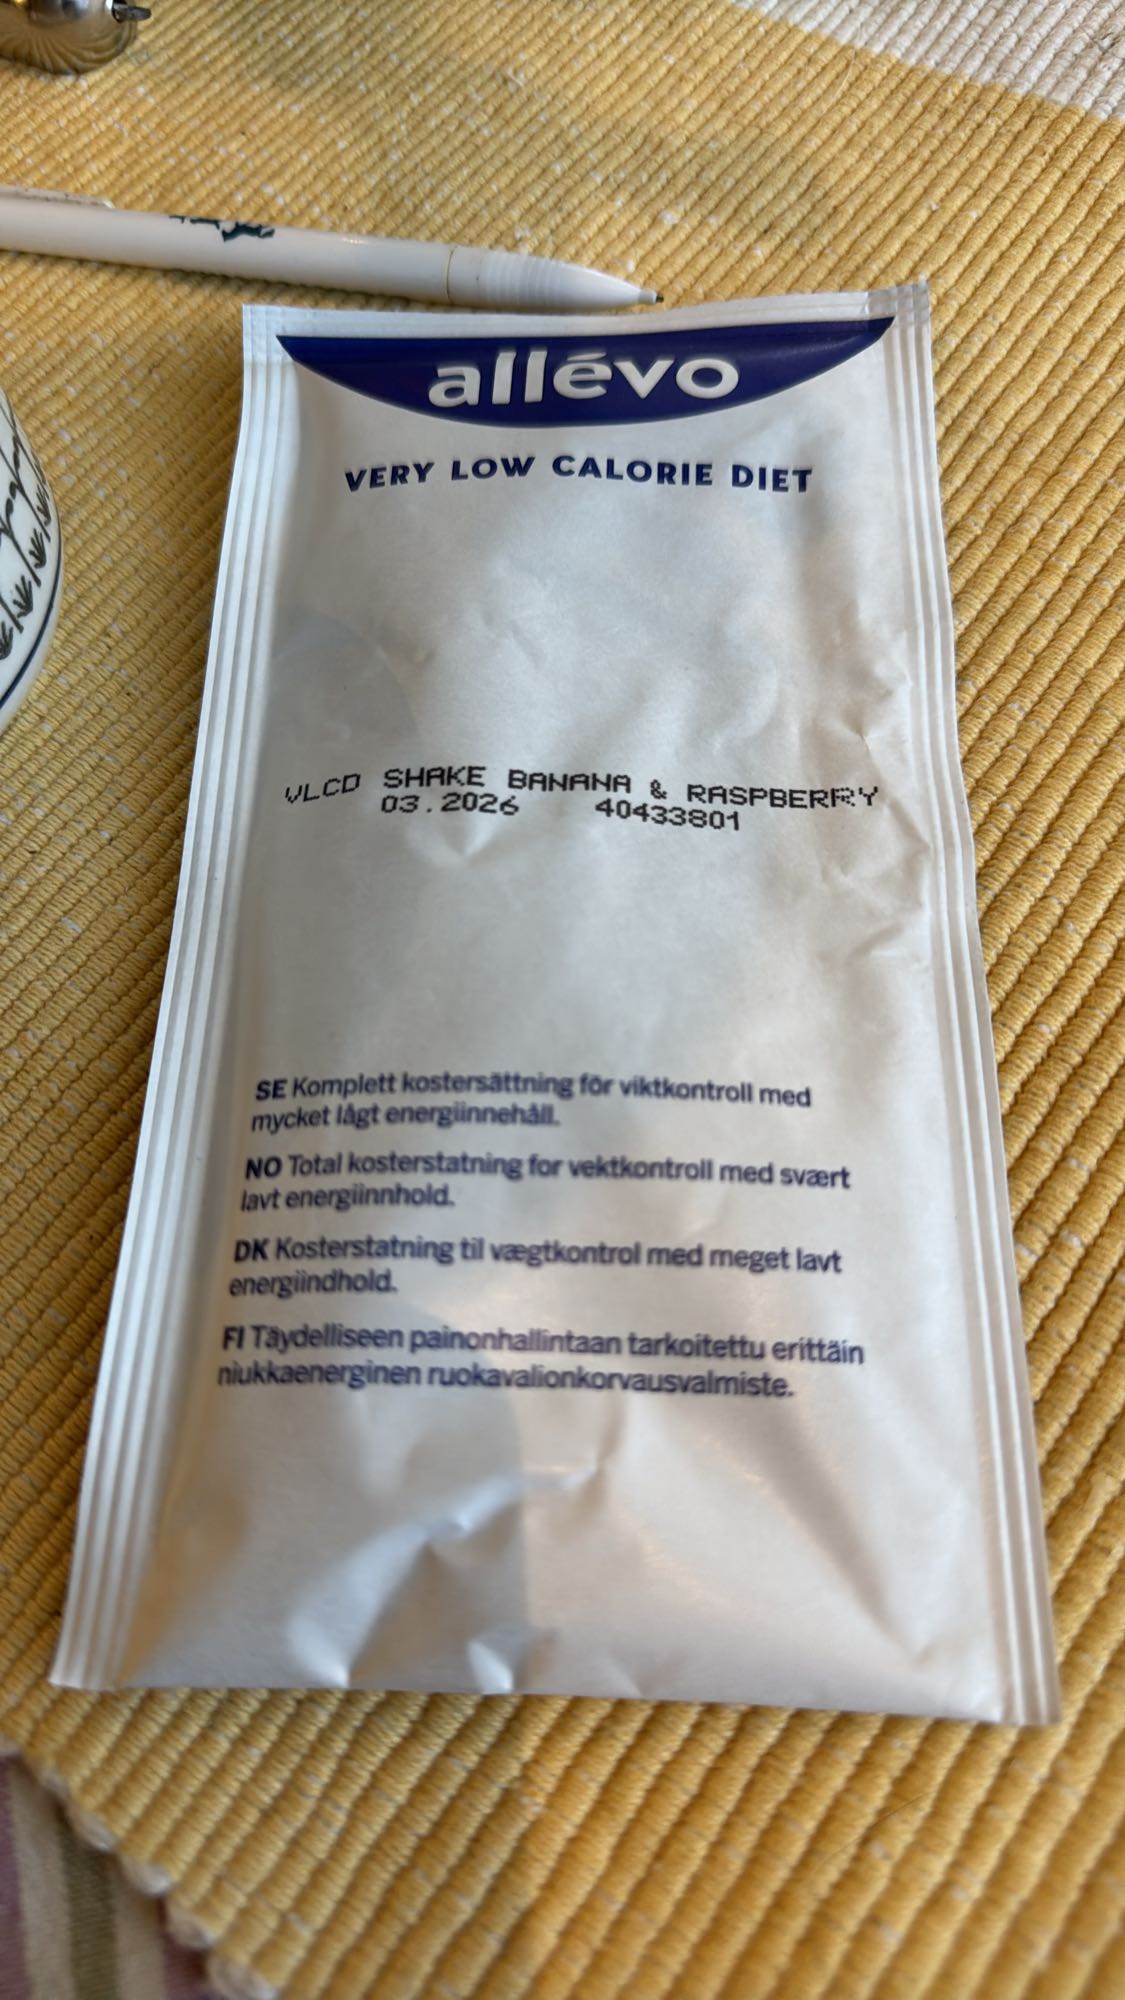 allévo
VERY LOW CALORIE DIET
VLCD SHAKE BANANA & RASPBERRY
03.2026 40433801
SE Komplett kostersättning för viktkontroll med
mycket lågt energiinnehåll.
NO Total kosterstatning for vektkontroll med svært
lavt energiinnhold.
DK Kosterstatning til vægtkontrol med meget lavt
energiindhold.
FI Täydelliseen painonhallintaan tarkoitettu erittäin
niukkaenerginen ruokavalionkorvausvalmiste.